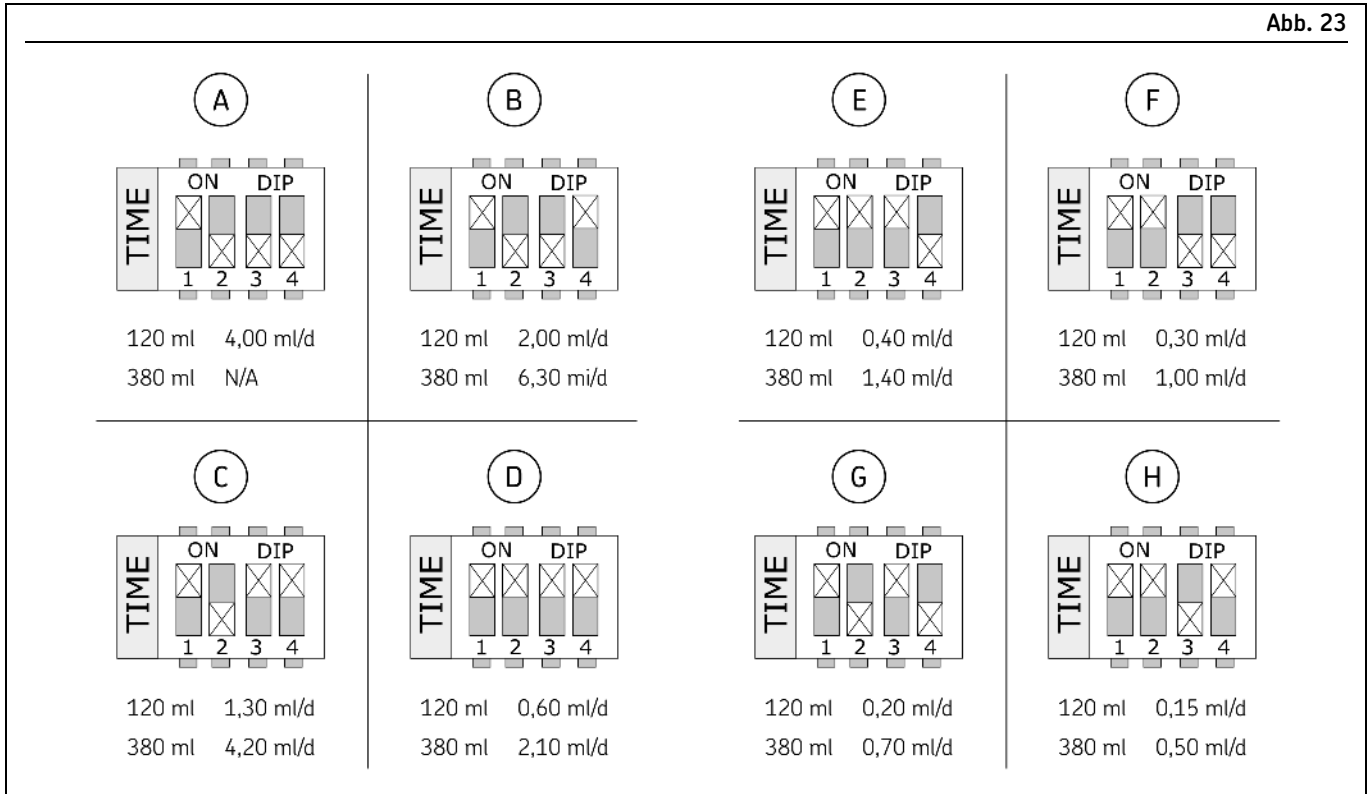 Abb. 23
A
TIME
ON DIP
1 2 3 4
120 ml 4,00 ml/d
380 ml N/A
B
TIME
ON DIP
1 2 3 4
120 ml 2,00 ml/d
380 ml 6,30 mi/d
E
TIME
ON DIP
1 2 3 4
120 ml 0,40 ml/d
380 ml 1,40 ml/d
F
TIME
ON DIP
1 2 3 4
120 ml 0,30 ml/d
380 ml 1,00 ml/d
C
TIME
ON DIP
1 2 3 4
120 ml 1,30 ml/d
380 ml 4,20 ml/d
D
TIME
ON DIP
1 2 3 4
120 ml 0,60 ml/d
380 ml 2,10 ml/d
G
TIME
ON DIP
1 2 3 4
120 ml 0,20 ml/d
380 ml 0,70 ml/d
H
TIME
ON DIP
1 2 3 4
120 ml 0,15 ml/d
380 ml 0,50 ml/d